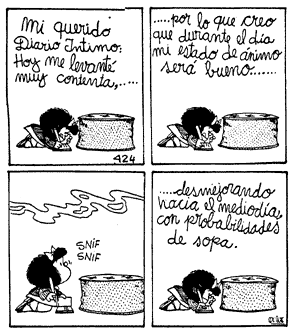 Mi querido
Diario Intimo:
Hoy me levanté
muy contenta,.....
424
.....por lo que creo
que durante el día
mi estado de ánimo
será bueno......
SNIF
SNIF
.....desmejorando
hacia el mediodía,
con probabilidades
de sopa.